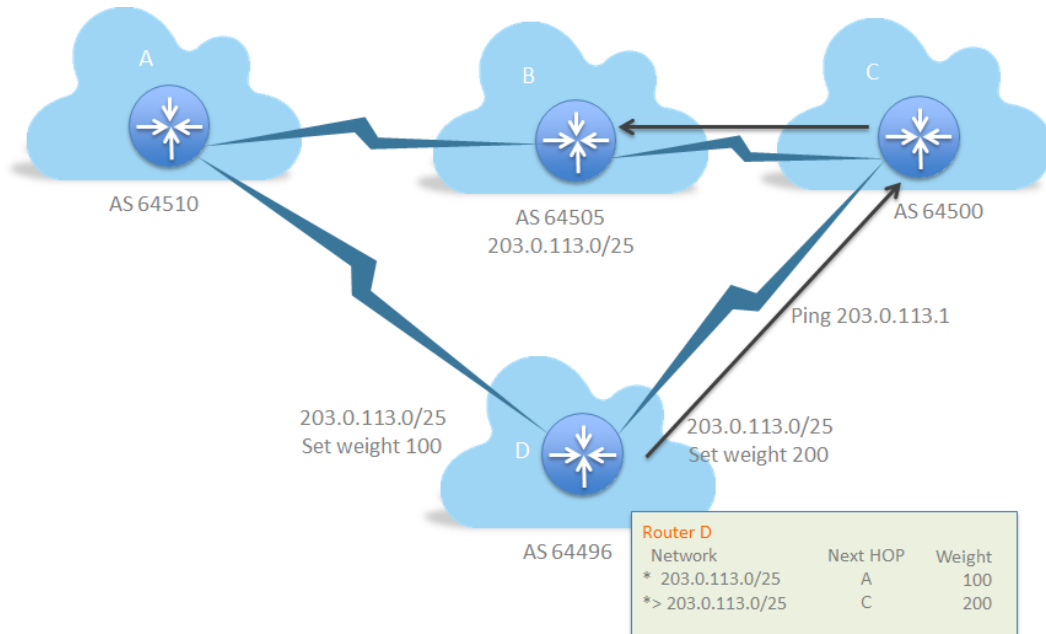 A
B
C
AS 64510
AS 64505
203.0.113.0/25
AS 64500
Ping 203.0.113.1
203.0.113.0/25
Set weight 100
D
203.0.113.0/25
Set weight 200
AS 64496
Router D
Network Next HOP Weight
* 203.0.113.0/25 A 100
*> 203.0.113.0/25 C 200